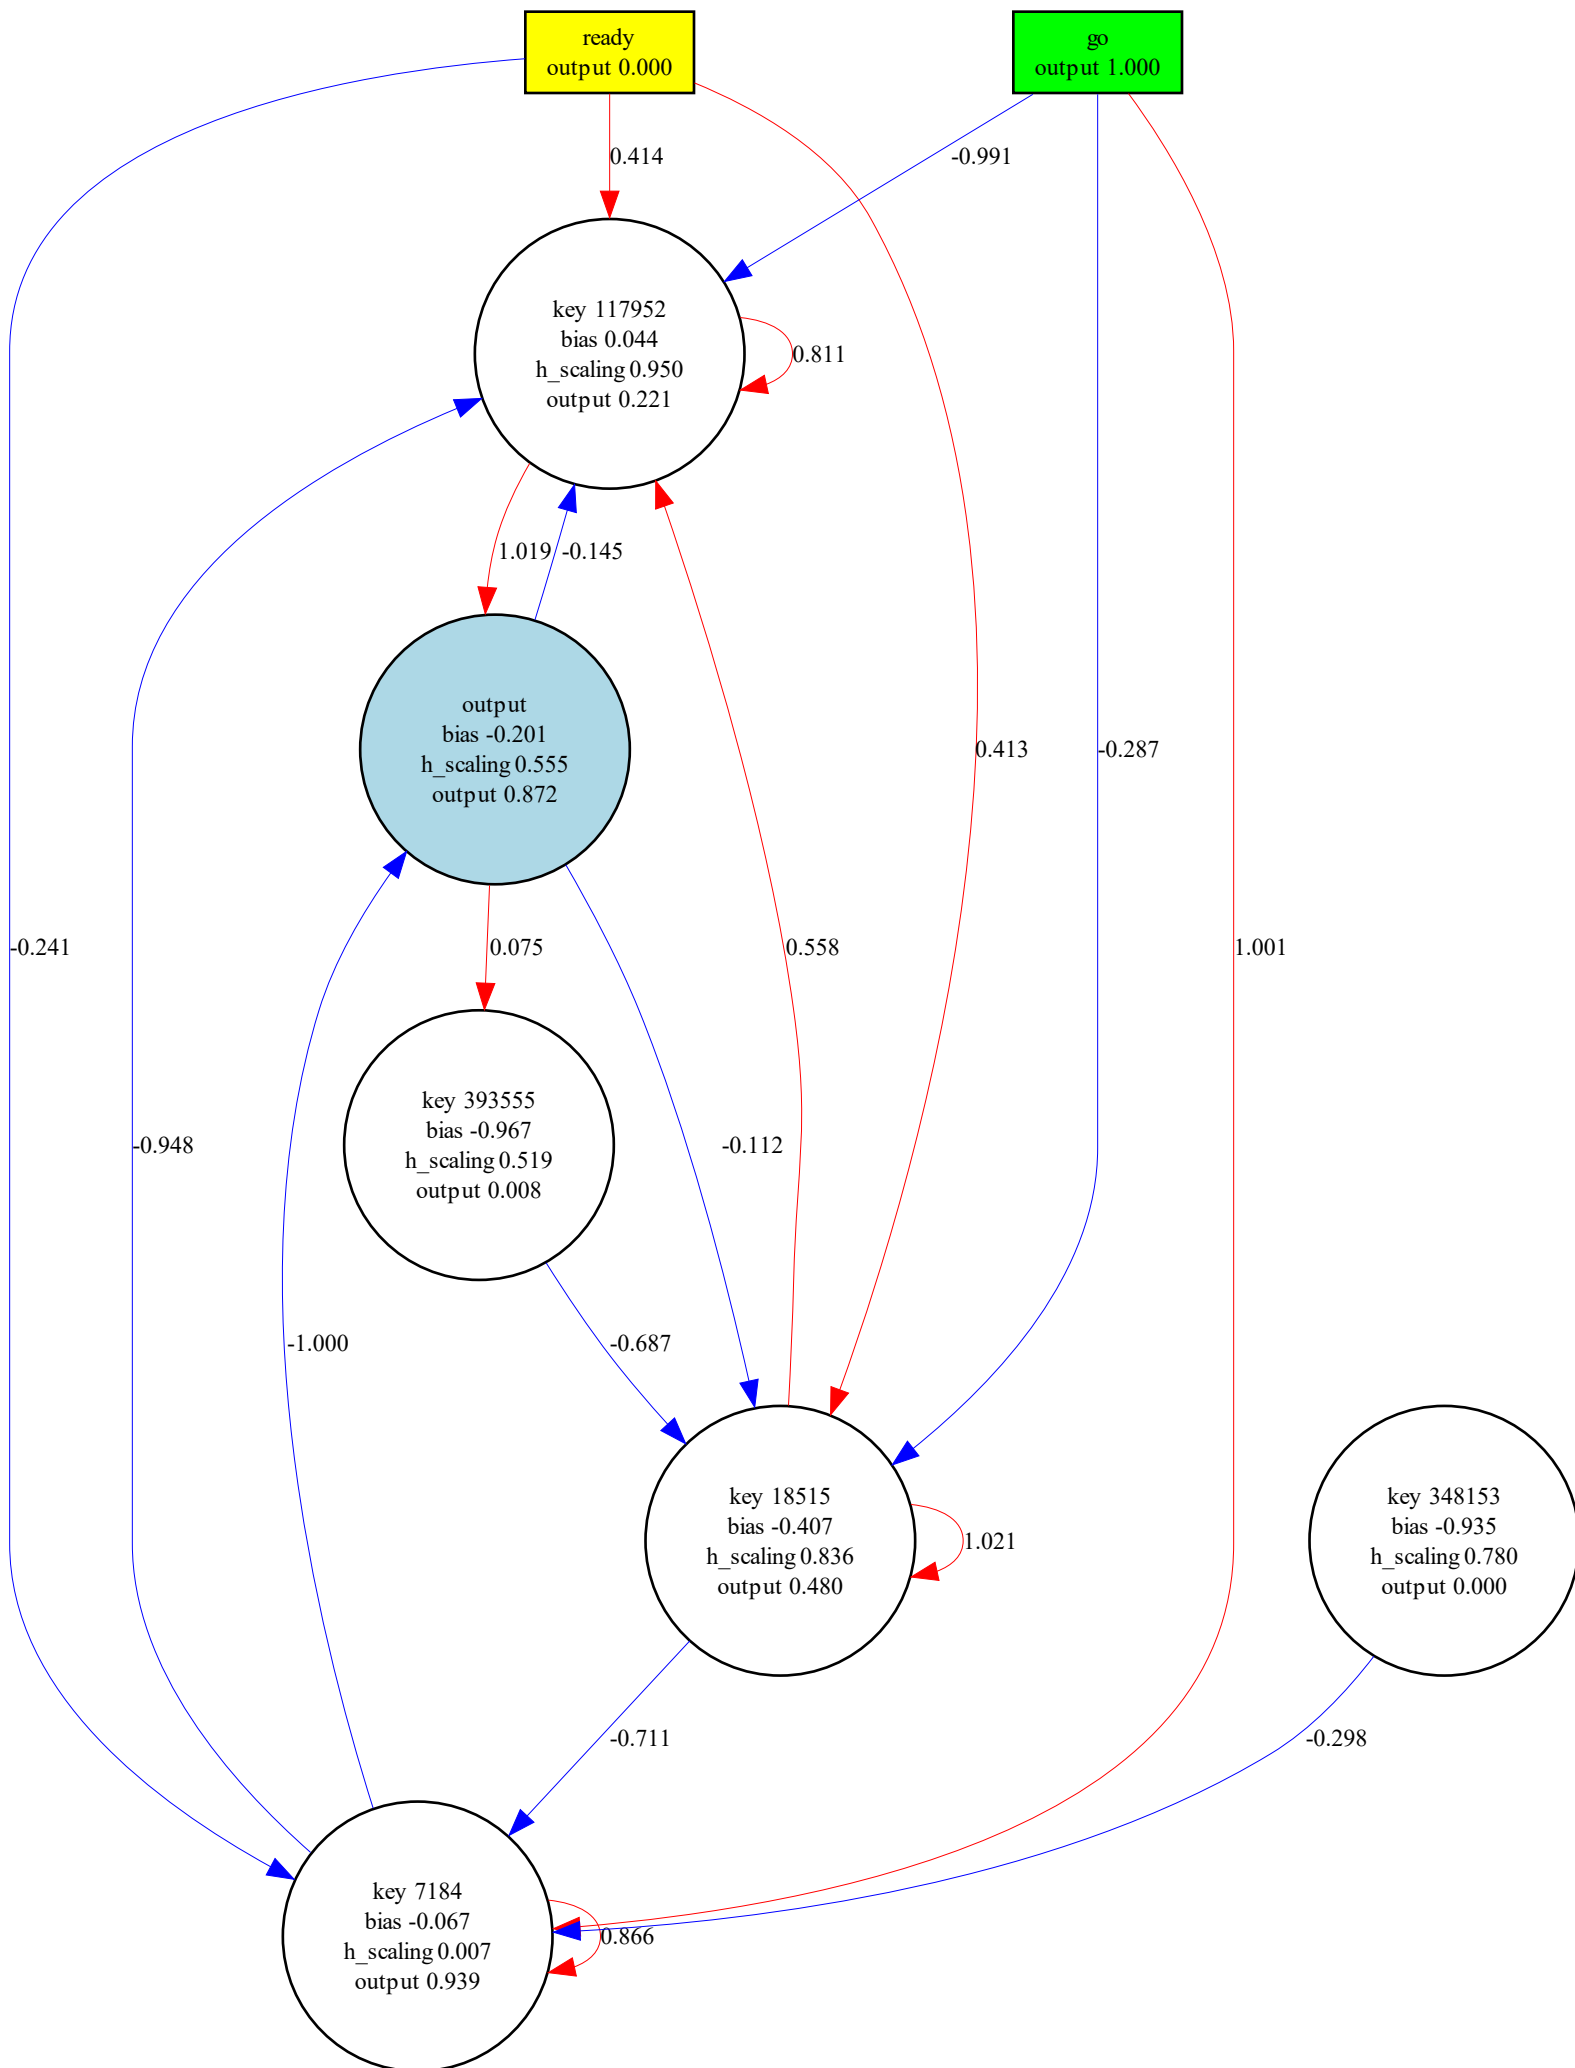 ready
output 0.000
go
output 1.000
0.414
-0.991
key 117952
bias 0.044
h_scaling 0.950
output 0.221
0.811
1.019
-0.145
output
bias -0.201
h_scaling 0.555
output 0.872
0.413
-0.287
-0.241
0.075
0.558
1.001
key 393555
bias -0.967
h_scaling 0.519
output 0.008
-0.948
-0.112
-1.000
-0.687
key 18515
bias -0.407
h_scaling 0.836
output 0.480
1.021
key 348153
bias -0.935
h_scaling 0.780
output 0.000
-0.711
-0.298
key 7184
bias -0.067
h_scaling 0.007
output 0.939
0.866